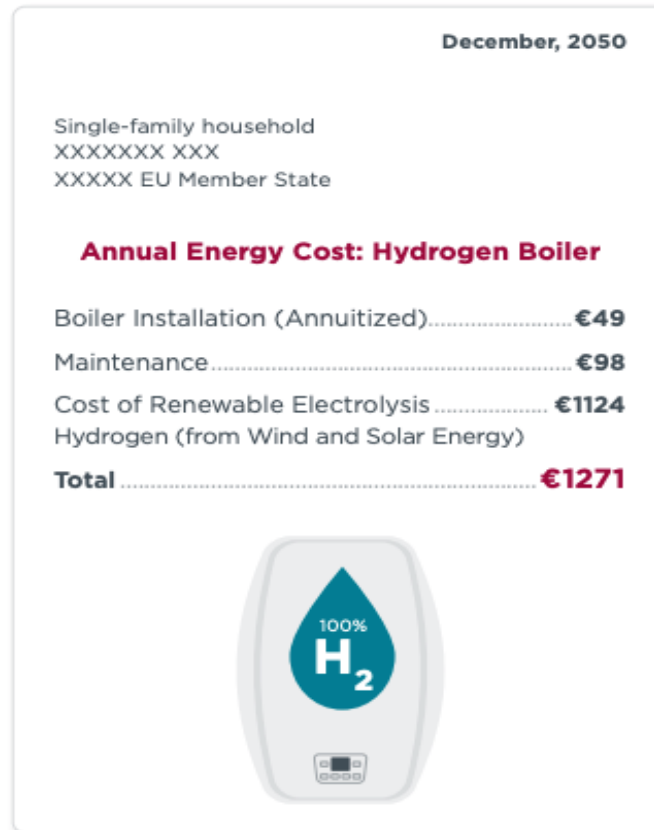 December, 2050
Single-family household
XXXXXXX XXX
XXXXX EU Member State
Annual Energy Cost: Hydrogen Boiler
Boiler Installation (Annuitized)........................€49
Maintenance............................................................€98
Cost of Renewable Electrolysis................... €1124
Hydrogen (from Wind and Solar Energy)
Total.....................................................................€1271
100%
H2